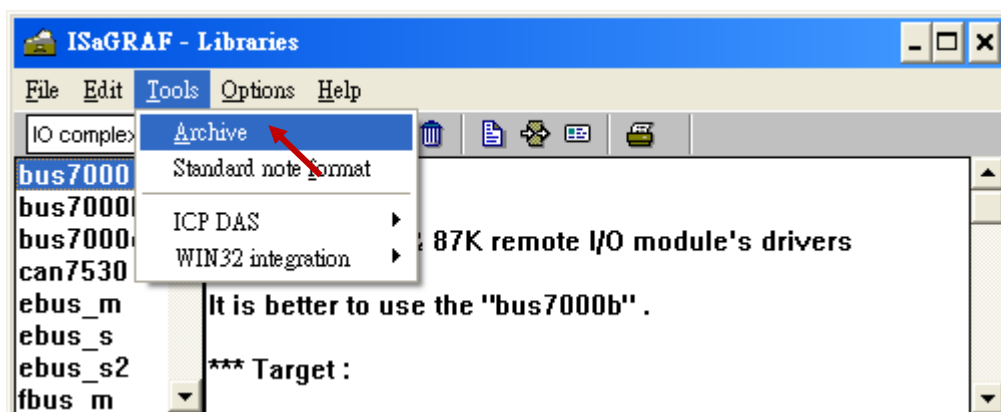 ISaGRAF - Libraries
File Edit Tools Options Help
IO complex
Archive
Standard note format
ICP DAS
WIN32 integration
bus7000
bus7000
bus7000
can7530
ebus_m
ebus_s
ebus_s2
fbus_m
87K remote I/O module's drivers
It is better to use the "bus7000b" .
*** Target :